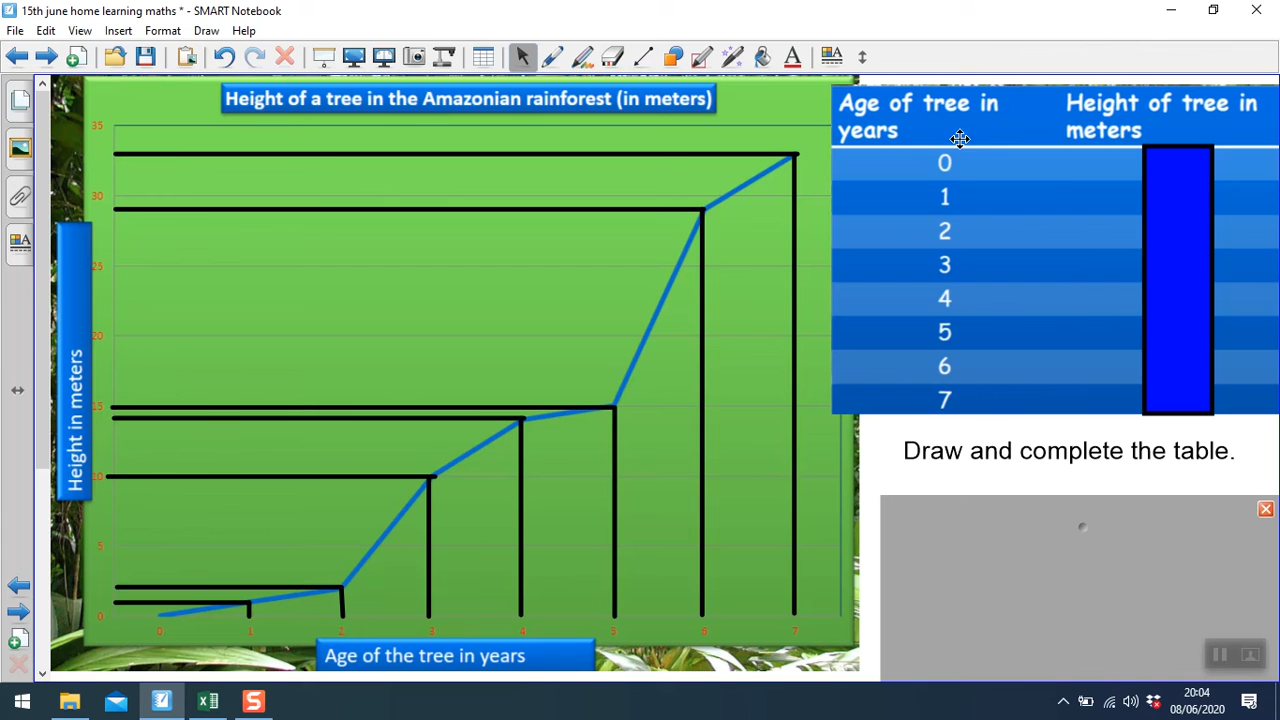 15th june home learning maths * - SMART Notebook
File Edit View Insert Format Draw Help
Height of a tree in the Amazonian rainforest (in meters)
35
30
25
20
15
10
5
0
Height in meters
0 1 2 3 4 5 6 7
Age of the tree in years
Age of tree in years
Height of tree in meters
0
1
2
3
4
5
6
7
Draw and complete the table.
20:04
08/06/2020